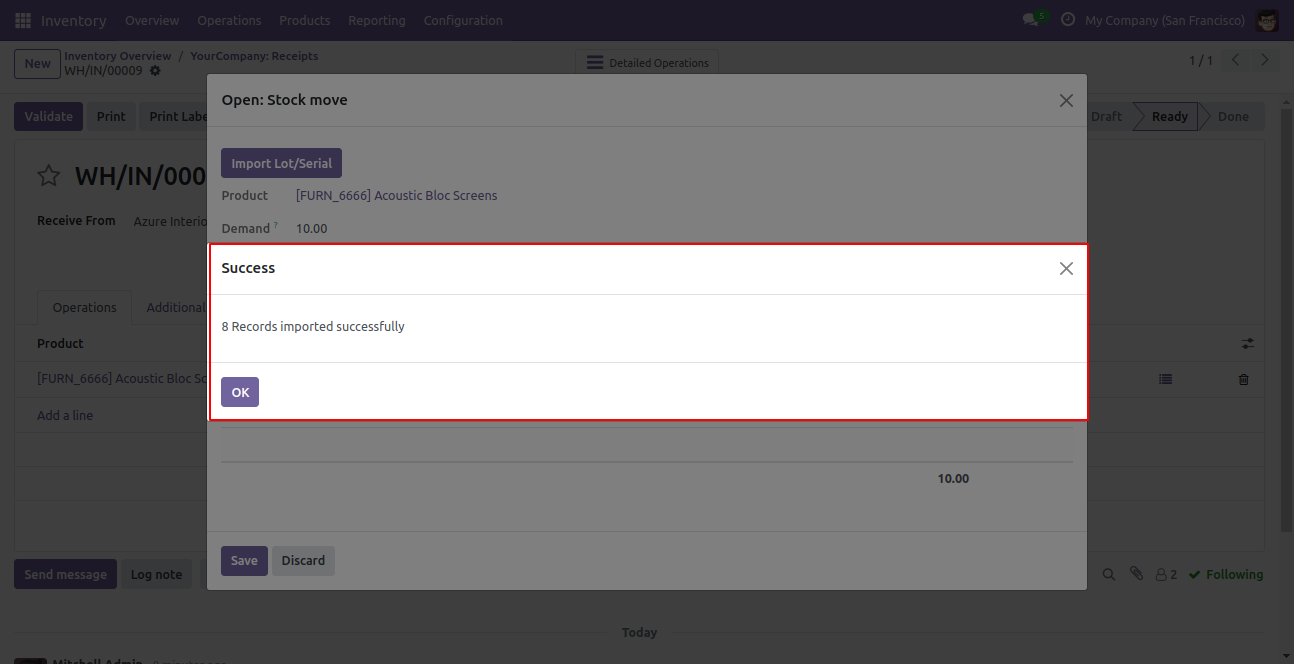 Inventory Overview Operations Products Reporting Configuration 5 My Company (San Francisco)
New Inventory Overview / YourCompany: Receipts
WH/IN/00009
Detailed Operations
1 / 1
Validate Print Print Labe
Draft Ready Done
Open: Stock move
WH/IN/000
Import Lot/Serial
Product [FURN_6666] Acoustic Bloc Screens
Receive From Azure Interio
Demand ? 10.00
Success
8 Records imported successfully
OK
Operations Additional
Product
[FURN_6666] Acoustic Bloc Sc
Add a line
10.00
Save Discard
Send message Log note
2 Following
Today
Mitchell Admin